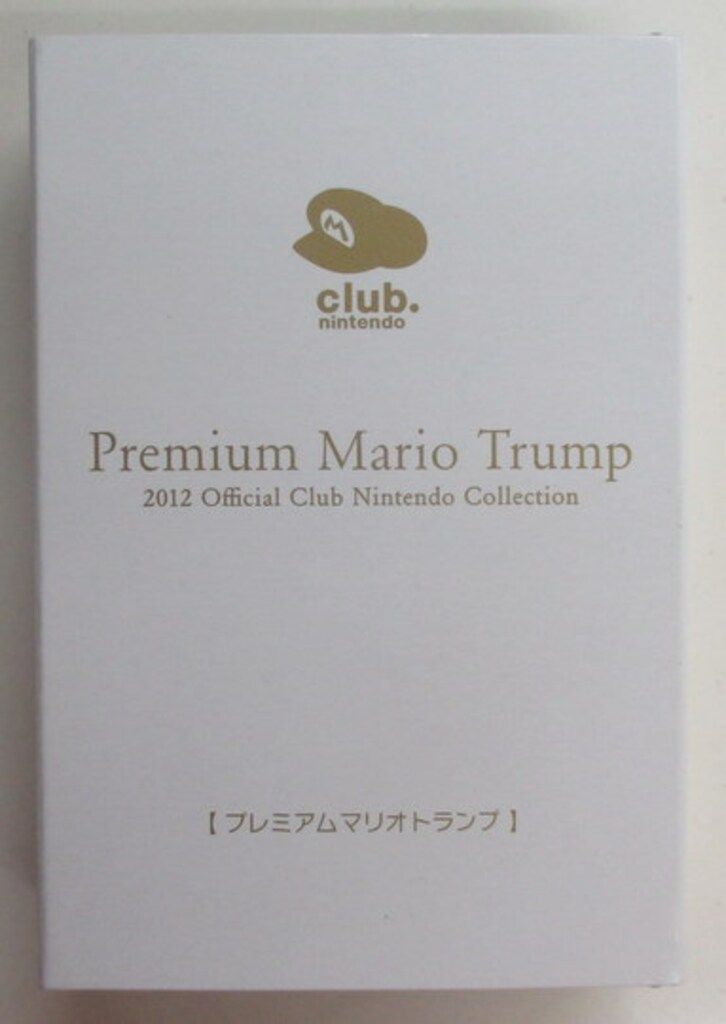 M
club.
nintendo
Premium Mario Trump
2012 Official Club Nintendo Collection
【プレミアムマリオトランプ】